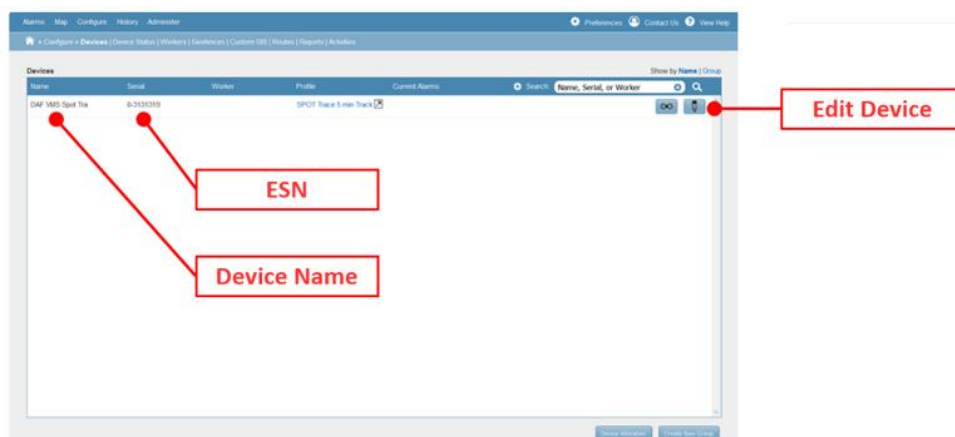 Alarms Map Configure History Administer Preferences Contact Us View Help
Configure » Devices | Device Status | Workers | Geofences | Custom GIS | Routes | Reports | Activities
Devices Show by Name | Group
Name Serial Worker Profile Current Alarms Search: Name, Serial, or Worker
DAF VMS Spot Tra SPOT Trace 5 min Track
Edit Device
ESN
Device Name
Device Allocation Create New Group